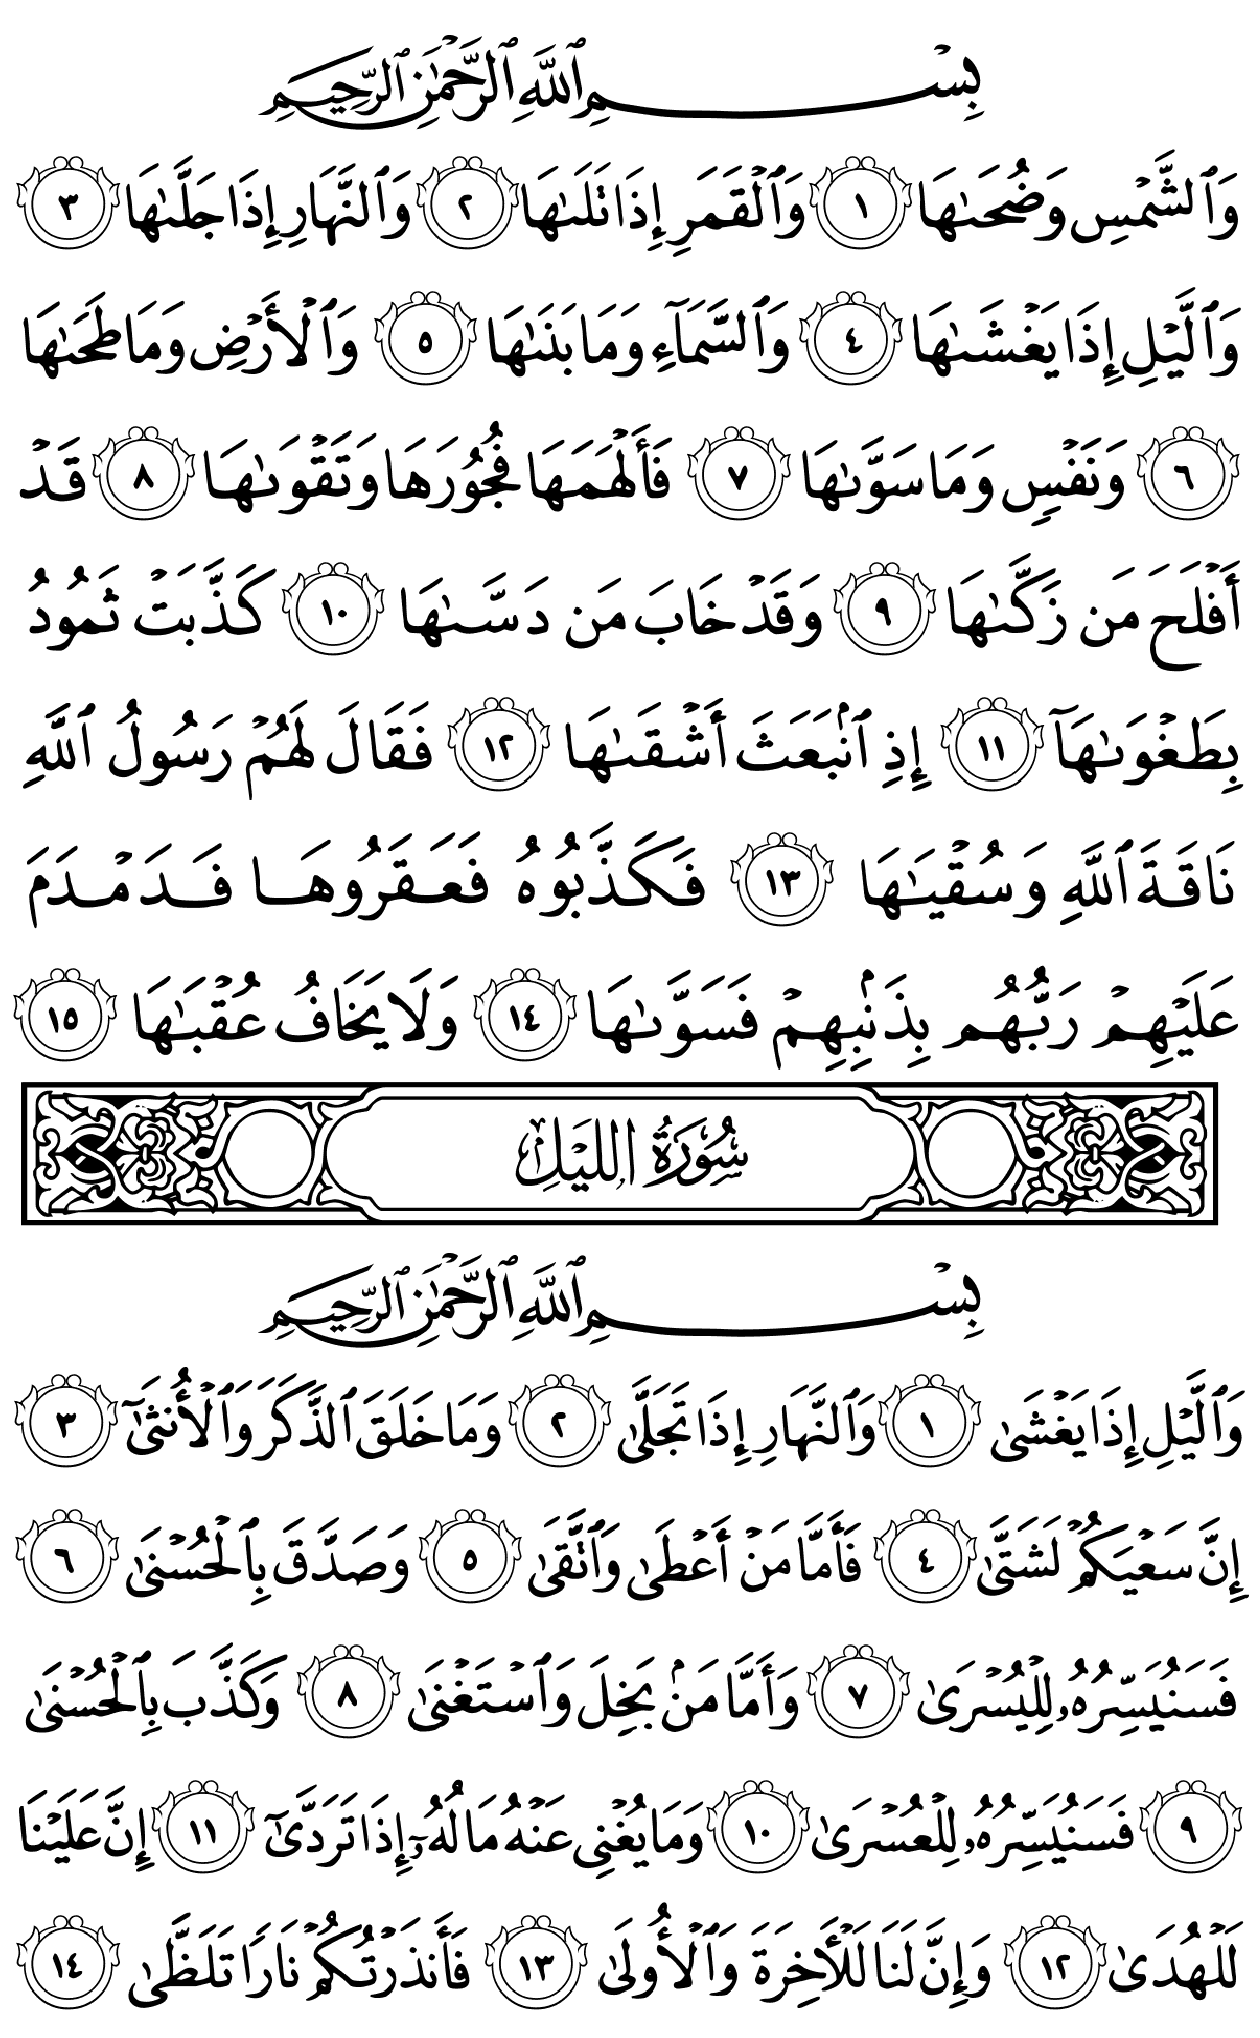 بِسْمِ ٱللَّهِ ٱلرَّحْمَٰنِ ٱلرَّحِيمِ
وَٱلشَّمْسِ وَضُحَىٰهَا ١ وَٱلْقَمَرِ إِذَا تَلَىٰهَا ٢ وَٱلنَّهَارِ إِذَا جَلَّىٰهَا ٣
وَٱلَّيْلِ إِذَا يَغْشَىٰهَا ٤ وَٱلسَّمَآءِ وَمَا بَنَىٰهَا ٥ وَٱلْأَرْضِ وَمَا طَحَىٰهَا
٦ وَنَفْسٍ وَمَا سَوَّىٰهَا ٧ فَأَلْهَمَهَا فُجُورَهَا وَتَقْوَىٰهَا ٨ قَدْ
أَفْلَحَ مَن زَكَّىٰهَا ٩ وَقَدْ خَابَ مَن دَسَّىٰهَا ١٠ كَذَّبَتْ ثَمُودُ
بِطَغْوَىٰهَآ ١١ إِذِ ٱنۢبَعَثَ أَشْقَىٰهَا ١٢ فَقَالَ لَهُمْ رَسُولُ ٱللَّهِ
نَاقَةَ ٱللَّهِ وَسُقْيَٰهَا ١٣ فَكَذَّبُوهُ فَعَقَرُوهَا فَدَمْدَمَ
عَلَيْهِمْ رَبُّهُم بِذَنۢبِهِمْ فَسَوَّىٰهَا ١٤ وَلَا يَخَافُ عُقْبَٰهَا ١٥
سُورَةُ اللَّيْلِ
بِسْمِ ٱللَّهِ ٱلرَّحْمَٰنِ ٱلرَّحِيمِ
وَٱلَّيْلِ إِذَا يَغْشَىٰ ١ وَٱلنَّهَارِ إِذَا تَجَلَّىٰ ٢ وَمَا خَلَقَ ٱلذَّكَرَ وَٱلْأُنثَىٰٓ ٣
إِنَّ سَعْيَكُمْ لَشَتَّىٰ ٤ فَأَمَّا مَنْ أَعْطَىٰ وَٱتَّقَىٰ ٥ وَصَدَّقَ بِٱلْحُسْنَىٰ ٦
فَسَنُيَسِّرُهُۥ لِلْيُسْرَىٰ ٧ وَأَمَّا مَنۢ بَخِلَ وَٱسْتَغْنَىٰ ٨ وَكَذَّبَ بِٱلْحُسْنَىٰ
٩ فَسَنُيَسِّرُهُۥ لِلْعُسْرَىٰ ١٠ وَمَا يُغْنِى عَنْهُ مَالُهُۥٓ إِذَا تَرَدَّىٰٓ ١١ إِنَّ عَلَيْنَا
لَلْهُدَىٰ ١٢ وَإِنَّ لَنَا لَلْءَاخِرَةَ وَٱلْأُولَىٰ ١٣ فَأَنذَرْتُكُمْ نَارًا تَلَظَّىٰ ١٤